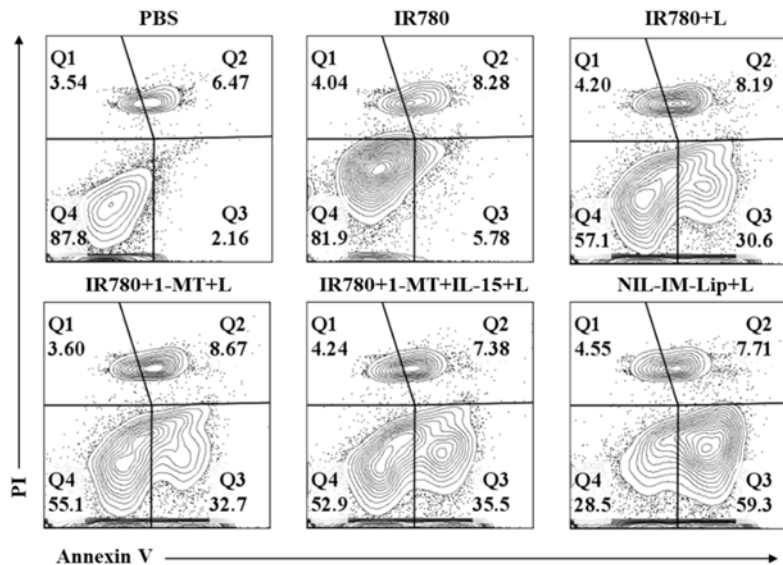 PBS
IR780
IR780+L
Q1 Q2
3.54 6.47
Q4 Q3
87.8 2.16
Q1 Q2
4.04 8.28
Q4 Q3
81.9 5.78
Q1 Q2
4.20 8.19
Q4 Q3
57.1 30.6
IR780+1-MT+L
IR780+1-MT+IL-15+L
NIL-IM-Lip+L
Q1 Q2
3.60 8.67
Q4 Q3
55.1 32.7
Q1 Q2
4.24 7.38
Q4 Q3
52.9 35.5
Q1 Q2
4.55 7.71
Q4 Q3
28.5 59.3
PI
Annexin V